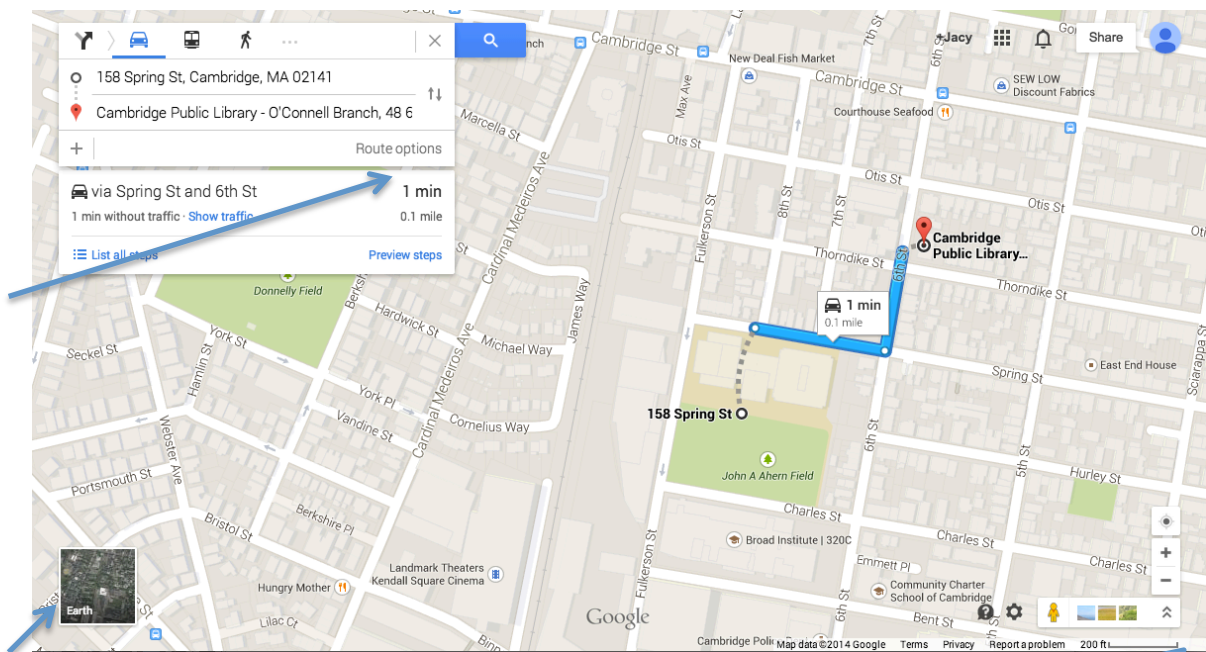 158 Spring St, Cambridge, MA 02141
Cambridge Public Library - O'Connell Branch, 48 6
Route options
via Spring St and 6th St
1 min
1 min without traffic · Show traffic
0.1 mile
List all steps
Preview steps
Jacy
Share
Cambridge St
New Deal Fish Market
7th St
6th St
Max Ave
Cambridge St
SEW LOW
Discount Fabrics
Courthouse Seafood
Marcella St
Otis St
Otis St
Otis St
Cardinal Medeiros Ave
Fulkerson St
8th St
7th St
Cambridge
Public Library...
Thorndike St
6th St
Thorndike St
Donnelly Field
Hardwick St
James Way
1 min
0.1 mile
York St
Michael Way
Seckel St
Hamlin St
Cardinal Medeiros Ave
East End House
Sciarappa St
Spring St
York Pl
158 Spring St
Vandine St
Cornelius Way
Webster Ave
6th St
5th St
John A Ahern Field
Hurley St
Portsmouth St
Berkshire Pl
Charles St
Bristol St
Charles St
Broad Institute | 320C
Fulkerson St
Charles St
Landmark Theaters
Kendall Square Cinema
Emmett Pl
Hungry Mother
Community Charter
School of Cambridge
Earth
Google
6th St
Bent St
Lilac Ct
Map data ©2014 Google
Terms
Privacy
Report a problem
200 ft